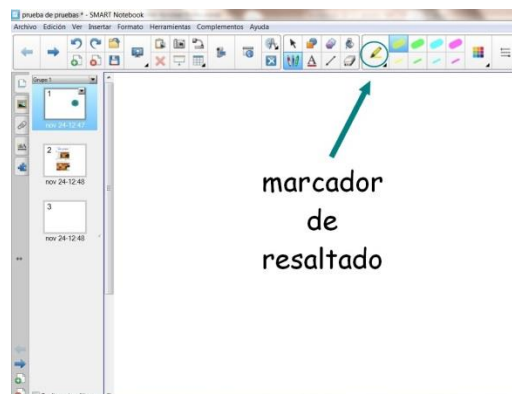 prueba de pruebas * - SMART Notebook
Archivo Edición Ver Insertar Formato Herramientas Complementos Ayuda
1
nov 24-12:47
2
nov 24-12:48
3
nov 24-12:48
marcador
de
resaltado